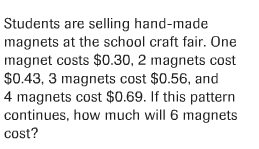 Students are selling hand-made
magnets at the school craft fair. One
magnet costs $0.30, 2 magnets cost
$0.43, 3 magnets cost $0.56, and
4 magnets cost $0.69. If this pattern
continues, how much will 6 magnets
cost?